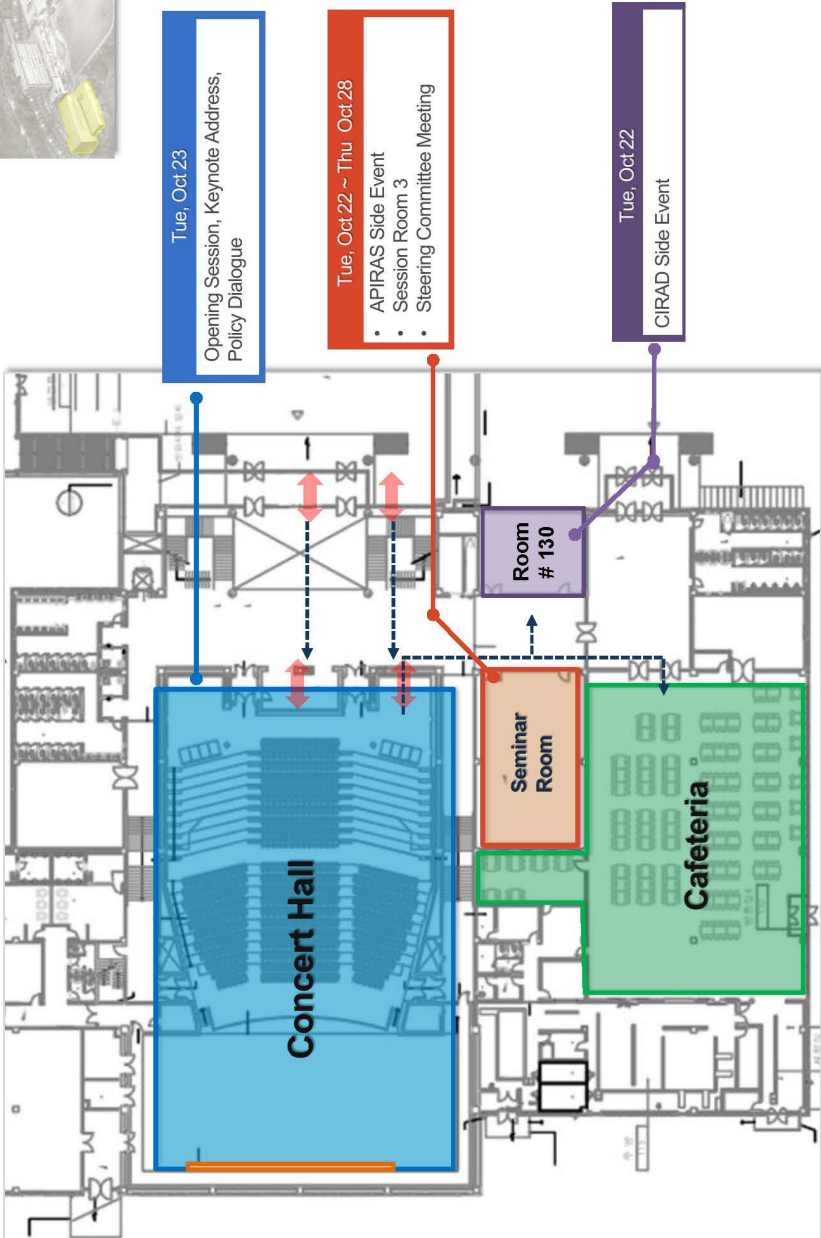 Tue, Oct 23
Opening Session, Keynote Address,
Policy Dialogue
Tue, Oct 22 ~ Thu Oct 28
• APIRAS Side Event
• Session Room 3
• Steering Committee Meeting
Tue, Oct 22
CIRAD Side Event
Concert Hall
Seminar
Room
Room
# 130
Cafeteria